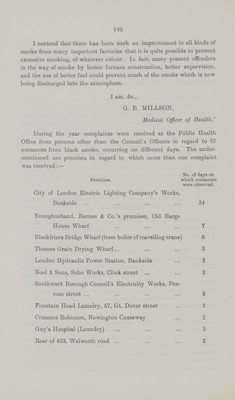 110
I contend that there has been such an improvement in all kinds of
smoke from many important factories that it is quite possible to prevent
excessive smoking, of whatever colour. In fact, many present offenders
in the way of smoke by better furnace construction, better supervision,
and the use of better fuel could prevent much of the smoke which is now
being discharged into the atmosphere.
I am, &c.,
G. B. MILLSON,
Medical Officer of Health."
During the year complaints were received at the Public Health
Office from persons other than the Council's Officers in regard to 81
nuisances from black smoke, occurring on different days. The under-
mentioned are premises in regard to which more than one complaint
was received:—
No. of days on
Premises. which nuisances
were observed.
City of London Electric Lighting Company's Works,
Bankside ... ... ... ... ... 34
Younghusband, Barnes & Co.'s premises, Old Barge
House Wharf ... ... ... ... 7
Blackfriars Bridge Wharf (from boiler of travelling crane) 6
Thames Grain Drying Wharf... ... ... ... 3
London Hydraulic Power Station, Bankside ... 3
Noel & Sons, Soho Works, Clink street ... ... 3
Southwark Borough Council's Electricity Works, Pen-
rose street ... ... ... ... ... 3
Fountain Head Laundry, 57, Gt. Dover street ... 3
Cressens Robinson, Newington Causeway ... 2
Guy's Hospital (Laundry) ... ... ... 2
Rear of 403, Walworth road ... ... ... 2